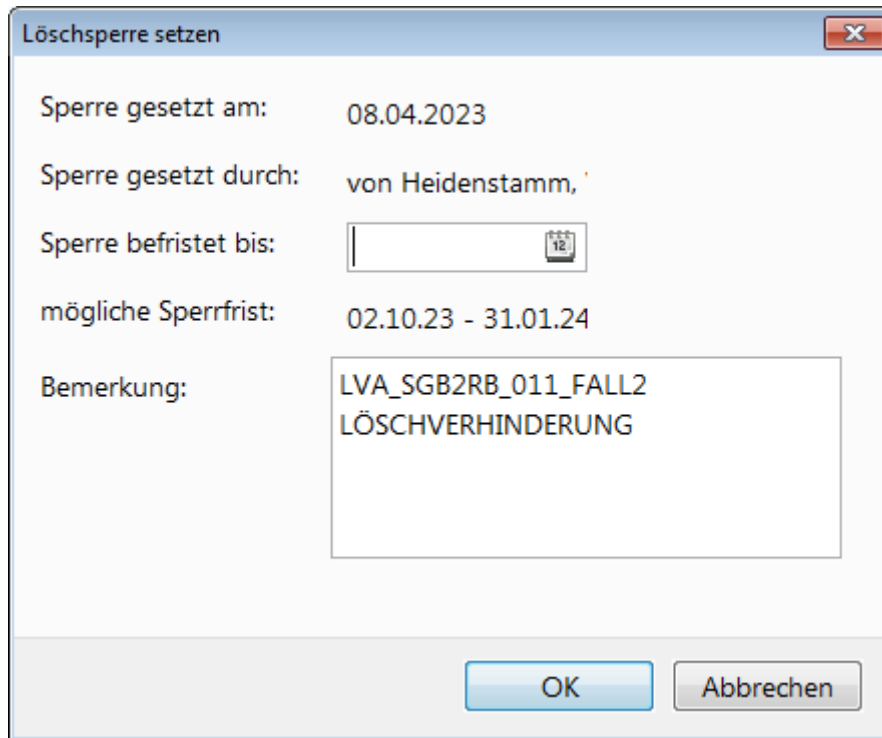 Löschsperre setzen
Sperre gesetzt am: 08.04.2023
Sperre gesetzt durch: von Heidenstamm,
Sperre befristet bis: 12
mögliche Sperrfrist: 02.10.23 - 31.01.24
Bemerkung: LVA_SGB2RB_011_FALL2
LÖSCHVERHINDERUNG
OK Abbrechen